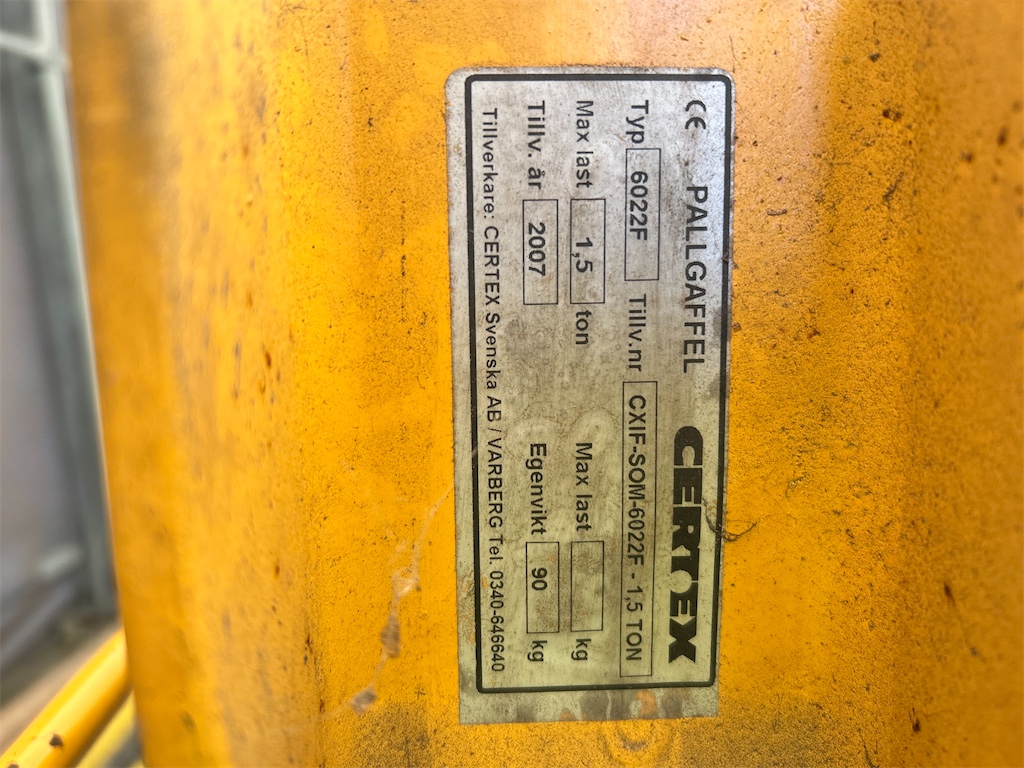 CE PALLGAFFEL CERTEX
Typ 6022F Tillv.nr CXIF-SOM-6022F - 1,5 TON
Max last 1,5 ton Max last kg
Tillv. år 2007 Egenvikt 90 kg
Tillverkare: CERTEX Svenska AB / VARBERG Tel. 0340-646640